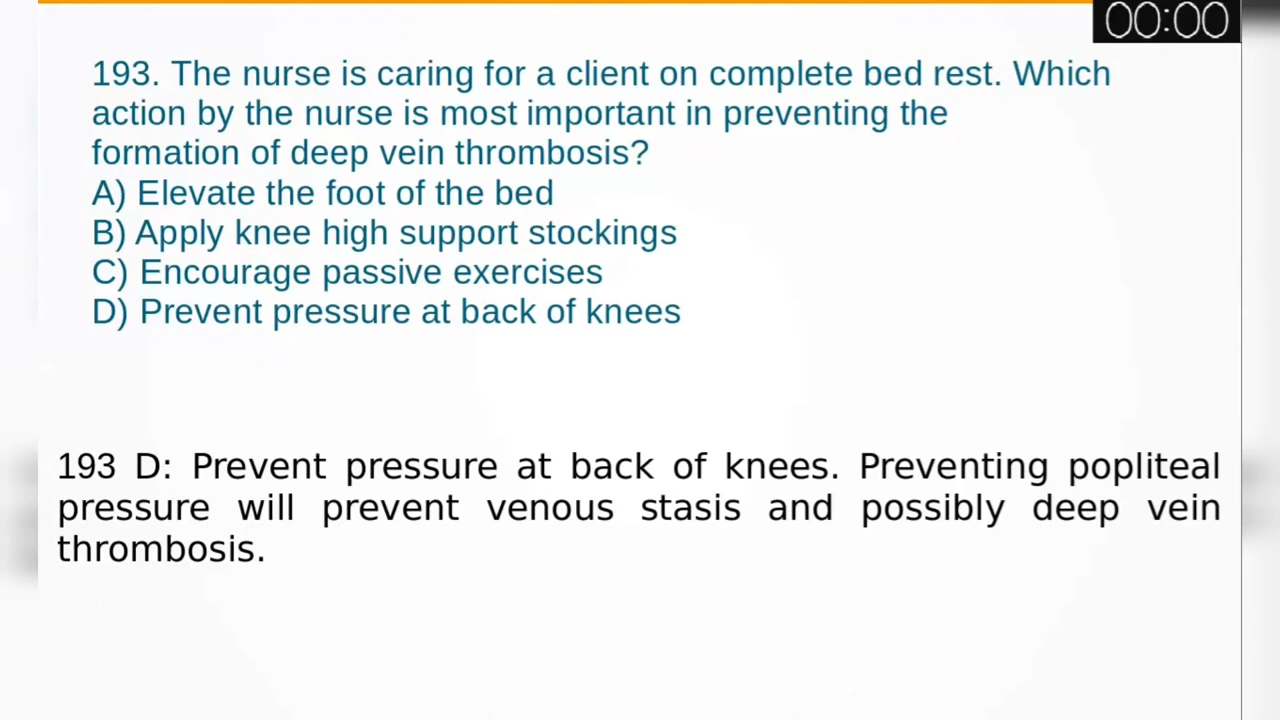 00:00
193. The nurse is caring for a client on complete bed rest. Which
action by the nurse is most important in preventing the
formation of deep vein thrombosis?
A) Elevate the foot of the bed
B) Apply knee high support stockings
C) Encourage passive exercises
D) Prevent pressure at back of knees
193 D: Prevent pressure at back of knees. Preventing popliteal
pressure will prevent venous stasis and possibly deep vein
thrombosis.